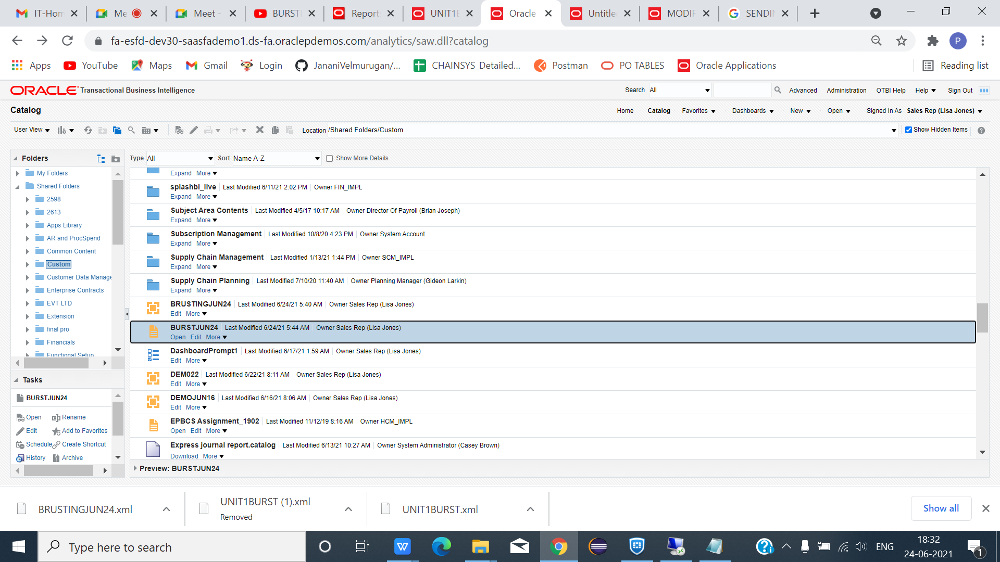 IT-Hom
Me
Meet -
BURSTI
Report
UNIT1B
Oracle
Untitle
MODIF
SENDIN
fa-esfd-dev30-saasfademo1.ds-fa.oraclepdemos.com/analytics/saw.dll?catalog
P
Apps
YouTube
Maps
Gmail
Login
JananiVelmurugan/...
CHAINSYS_Detailed...
Postman
PO TABLES
Oracle Applications
Reading list
ORACLE Transactional Business Intelligence
Search All
Advanced
Administration
OTBI Help
Help
Sign Out
Catalog
Home
Catalog
Favorites
Dashboards
New
Open
Signed In As Sales Rep (Lisa Jones)
User View
Location /Shared Folders/Custom
Show Hidden Items
Folders
Type All
Sort Name A-Z
Show More Details
My Folders
Shared Folders
2598
2613
Apps Library
AR and ProcSpend
Common Content
Custom
Customer Data Manage
Enterprise Contracts
EVT LTD
Extension
final pro
Financials
Functional Setup
Expand More
splashbi_live Last Modified 6/11/21 2:02 PM Owner FIN_IMPL
Expand More
Subject Area Contents Last Modified 4/5/17 10:17 AM Owner Director Of Payroll (Brian Joseph)
Expand More
Subscription Management Last Modified 10/8/20 4:23 PM Owner System Account
Expand More
Supply Chain Management Last Modified 1/13/21 1:44 PM Owner SCM_IMPL
Expand More
Supply Chain Planning Last Modified 7/10/20 11:40 AM Owner Planning Manager (Gideon Larkin)
Expand More
BRUSTINGJUN24 Last Modified 6/24/21 5:40 AM Owner Sales Rep (Lisa Jones)
Edit More
BURSTJUN24 Last Modified 6/24/21 5:44 AM Owner Sales Rep (Lisa Jones)
Open Edit More
DashboardPrompt1 Last Modified 6/17/21 1:59 AM Owner Sales Rep (Lisa Jones)
Edit More
DEM022 Last Modified 6/22/21 8:11 AM Owner Sales Rep (Lisa Jones)
Edit More
DEMOJUN16 Last Modified 6/16/21 8:06 AM Owner Sales Rep (Lisa Jones)
Edit More
EPBCS Assignment_1902 Last Modified 11/12/19 8:16 AM Owner HCM_IMPL
Open Edit More
Express journal report.catalog Last Modified 6/13/21 10:27 AM Owner System Administrator (Casey Brown)
Download More
Tasks
BURSTJUN24
Open Rename
Edit Add to Favorites
Schedule Create Shortcut
History Archive
Preview: BURSTJUN24
BRUSTINGJUN24.xml
UNIT1BURST (1).xml
Removed
UNIT1BURST.xml
Show all
Type here to search
ENG
18:32
24-06-2021
1